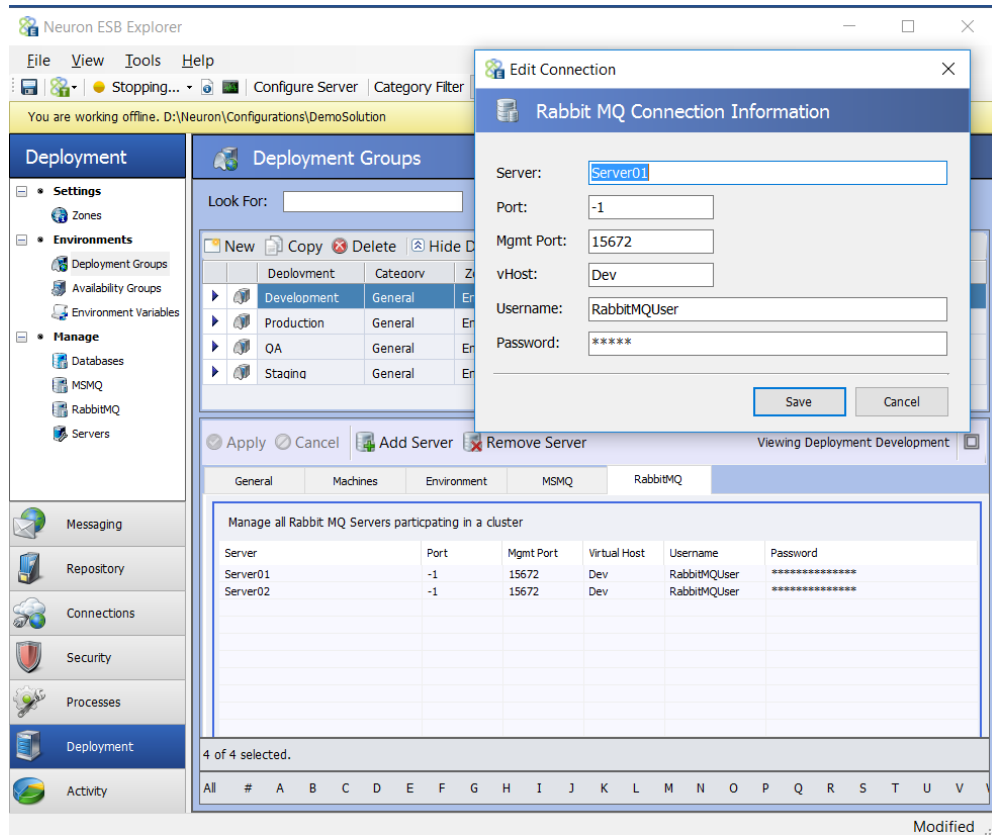 Neuron ESB Explorer
File View Tools Help
Stopping... Configure Server Category Filter
You are working offline. D:\Neuron\Configurations\DemoSolution
Deployment
Settings
Zones
Environments
Deployment Groups
Availability Groups
Environment Variables
Manage
Databases
MSMQ
RabbitMQ
Servers
Messaging
Repository
Connections
Security
Processes
Deployment
Activity
Deployment Groups
Look For:
New Copy Delete Hide D
Deployment Category Z
Development General En
Production General En
QA General En
Staging General En
Edit Connection
Rabbit MQ Connection Information
Server: Server01
Port: -1
Mgmt Port: 15672
vHost: Dev
Username: RabbitMQUser
Password: *****
Save Cancel
Apply Cancel Add Server Remove Server Viewing Deployment Development
General Machines Environment MSMQ RabbitMQ
Manage all Rabbit MQ Servers particpating in a cluster
Server Port Mgmt Port Virtual Host Username Password
Server01 -1 15672 Dev RabbitMQUser **************
Server02 -1 15672 Dev RabbitMQUser **************
4 of 4 selected.
All # A B C D E F G H I J K L M N O P Q R S T U V
Modified